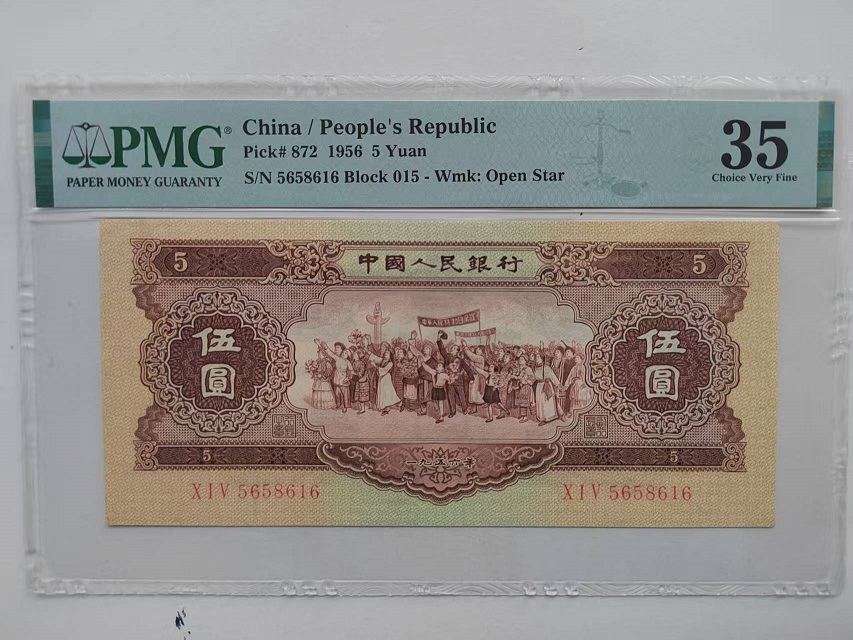 PMG®
PAPER MONEY GUARANTY
China / People's Republic
Pick# 872 1956 5 Yuan
S/N 5658616 Block 015 - Wmk: Open Star
35
Choice Very Fine
5
中國人民銀行
5
伍圓
伍圓
5
一九五六年
5
XIV 5658616
XIV 5658616